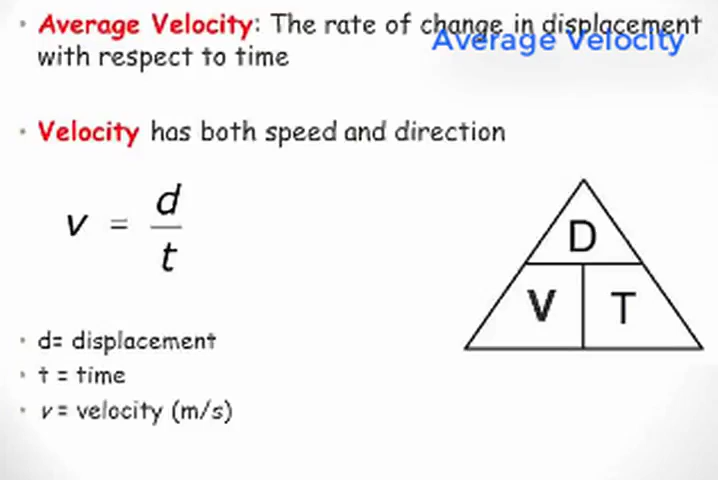 • Average Velocity: The rate of change in displacement
Average Velocity
with respect to time
• Velocity has both speed and direction
v = d/t
D
V T
• d= displacement
• t = time
• v= velocity (m/s)